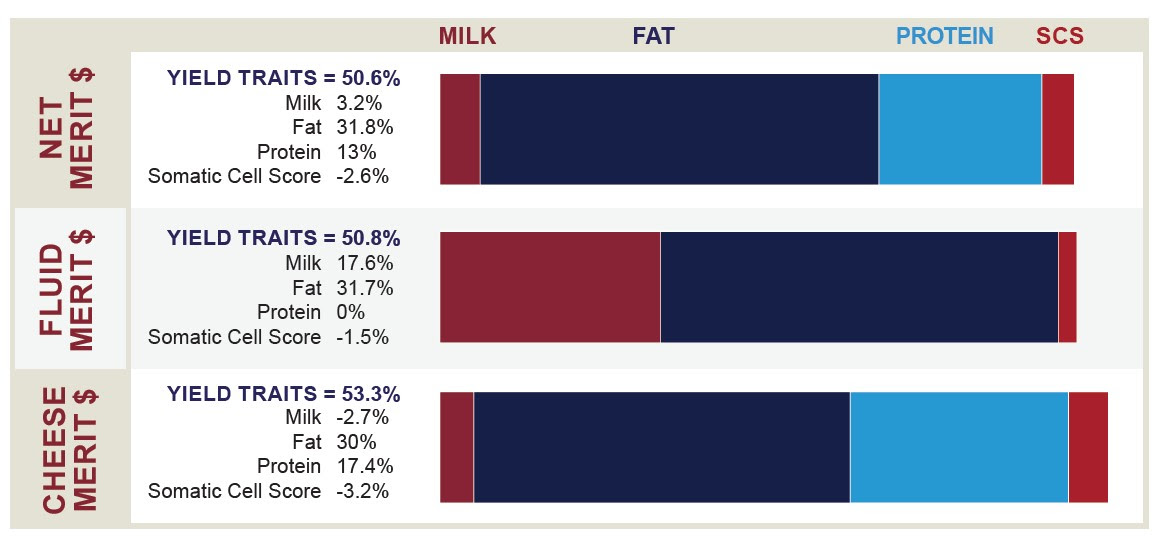 MILK FAT PROTEIN SCS
NET
MERIT $
YIELD TRAITS = 50.6%
Milk 3.2%
Fat 31.8%
Protein 13%
Somatic Cell Score -2.6%
FLUID
MERIT $
YIELD TRAITS = 50.8%
Milk 17.6%
Fat 31.7%
Protein 0%
Somatic Cell Score -1.5%
CHEESE
MERIT $
YIELD TRAITS = 53.3%
Milk -2.7%
Fat 30%
Protein 17.4%
Somatic Cell Score -3.2%